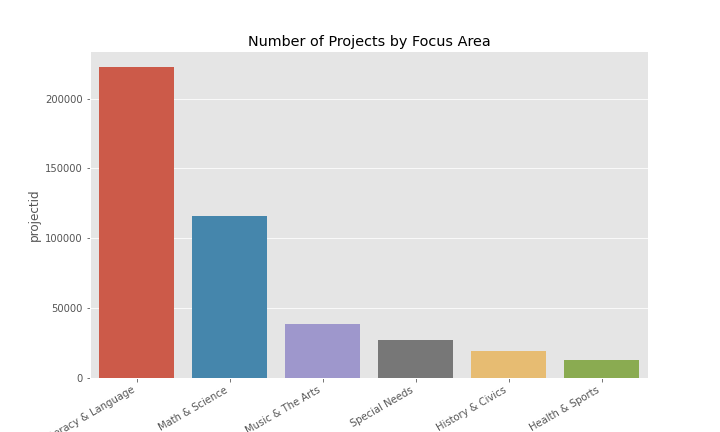 Number of Projects by Focus Area
projectid
200000
150000
100000
50000
0
& Language
Math & Science
Music & The Arts
Special Needs
History & Civics
Health & Sports